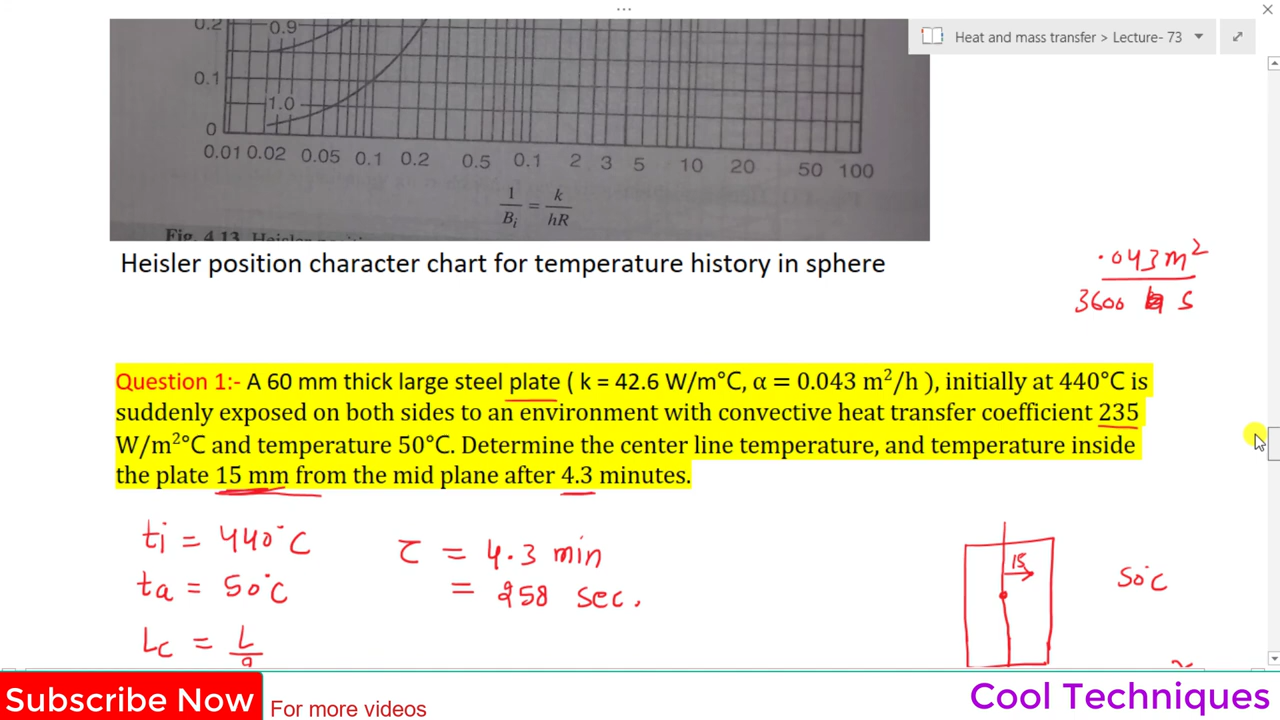 Heat and mass transfer > Lecture- 73
0.2
0.9
0.1
1.0
0
0.01 0.02 0.05 0.1 0.2 0.5 0.1 2 3 5 10 20 50 100
1/Bi = k/hR
Fig. 4.13
Heisler position character chart for temperature history in sphere
.043 m²
3600 s
Question 1:- A 60 mm thick large steel plate ( k = 42.6 W/m°C, α = 0.043 m²/h ), initially at 440°C is
suddenly exposed on both sides to an environment with convective heat transfer coefficient 235
W/m²°C and temperature 50°C. Determine the center line temperature, and temperature inside
the plate 15 mm from the mid plane after 4.3 minutes.
ti = 440°C
τ = 4.3 min
ta = 50°C
= 258 sec.
Lc = L/2
15
50°C
Subscribe Now
For more videos
Cool Techniques